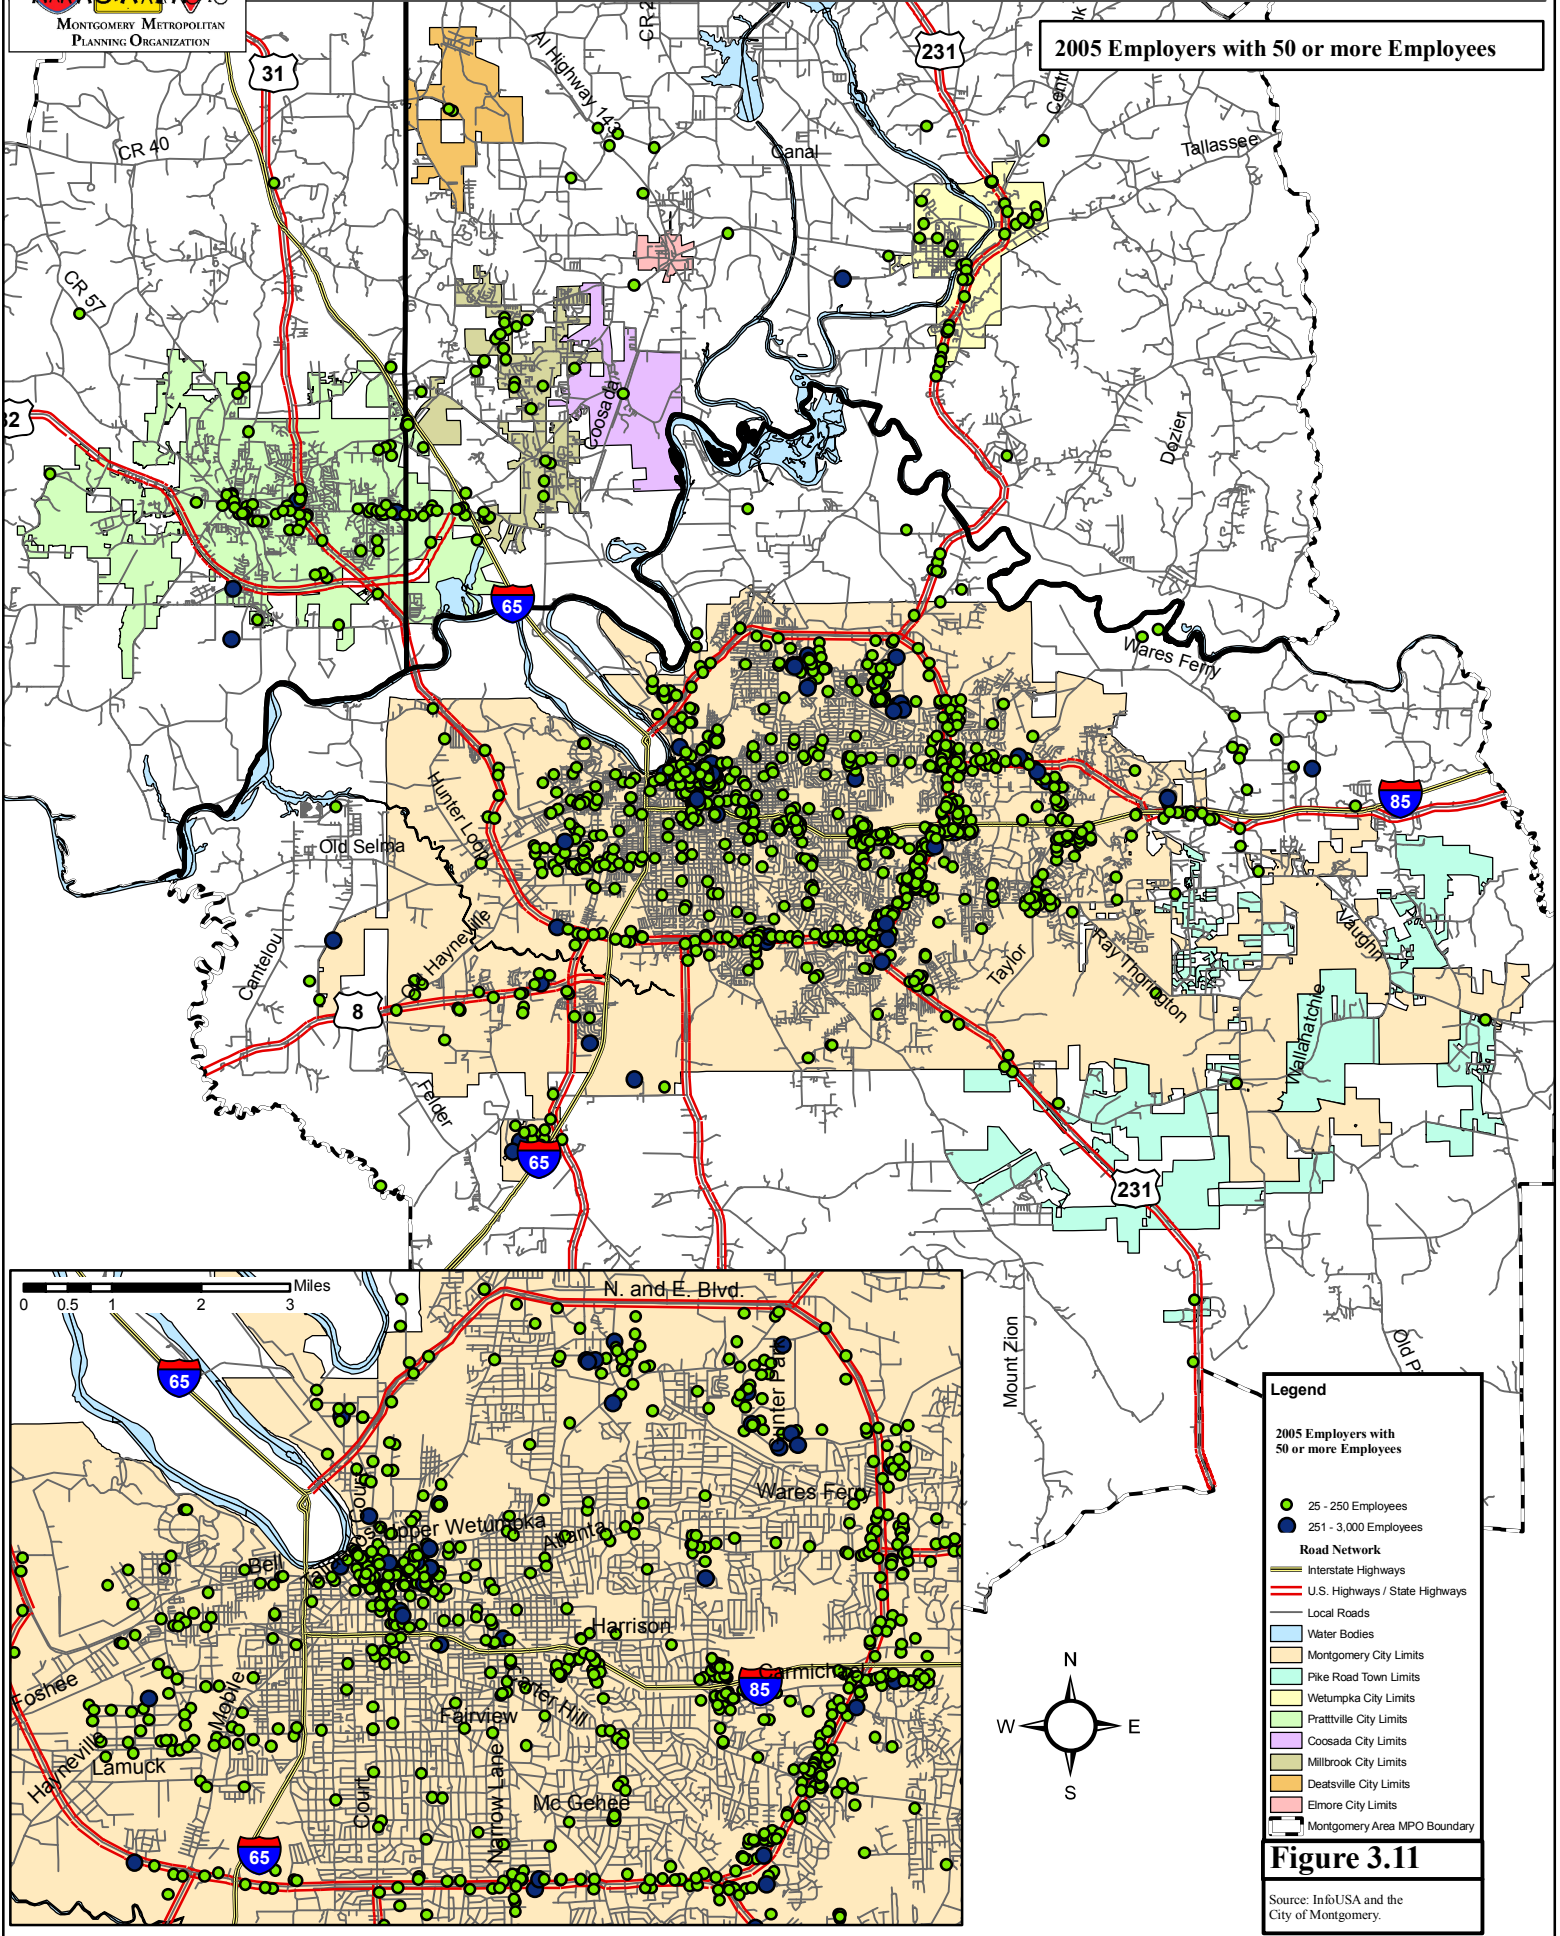 MONTGOMERY METROPOLITAN
PLANNING ORGANIZATION
2005 Employers with 50 or more Employees
31
231
CR 40
Al Highway 143
Canal
Tallassee
CR 57
Coosada
Dozier
65
Wares Ferry
Hunter Loop
85
Old Selma
Cantelou
Hayneville
8
Taylor
Ray Thorington
Vaughn
Wallahatchie
Felder
65
231
Mount Zion
0 0.5 1 2 3 Miles
N. and E. Blvd.
65
Wares Ferry
Upper Wetumpka
Atlanta
Bell
Harrison
Carmichael
85
Foshee
Mobile
Carter Hill
Fairview
Hayneville
Lamuck
Court
Narrow Lane
Mc Gehee
65
N
W E
S
Legend
2005 Employers with
50 or more Employees
25 - 250 Employees
251 - 3,000 Employees
Road Network
Interstate Highways
U.S. Highways / State Highways
Local Roads
Water Bodies
Montgomery City Limits
Pike Road Town Limits
Wetumpka City Limits
Pratttville City Limits
Coosada City Limits
Millbrook City Limits
Deatsville City Limits
Elmore City Limits
Montgomery Area MPO Boundary
Figure 3.11
Source: InfoUSA and the
City of Montgomery.